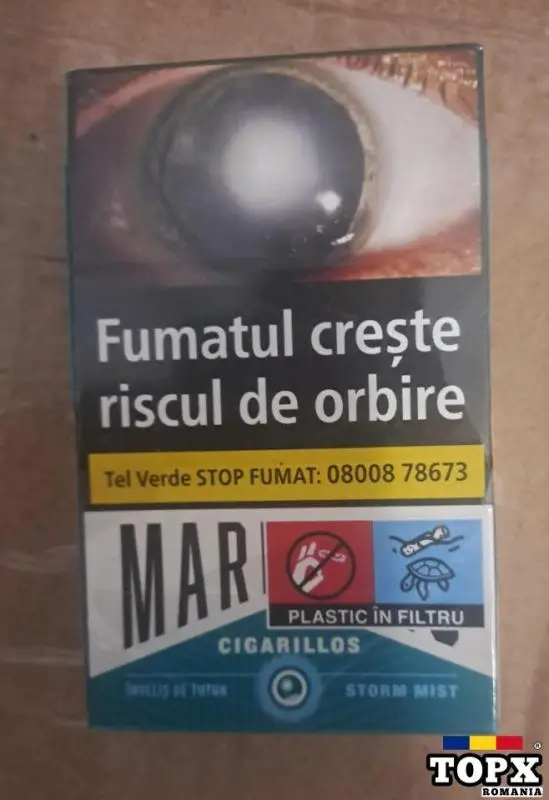 Fumatul crește
riscul de orbire
Tel Verde STOP FUMAT: 08008 78673
MAR
PLASTIC ÎN FILTRU
CIGARILLOS
ÎNVELIȘ DE TUTUN
STORM MIST
TOPX
ROMANIA